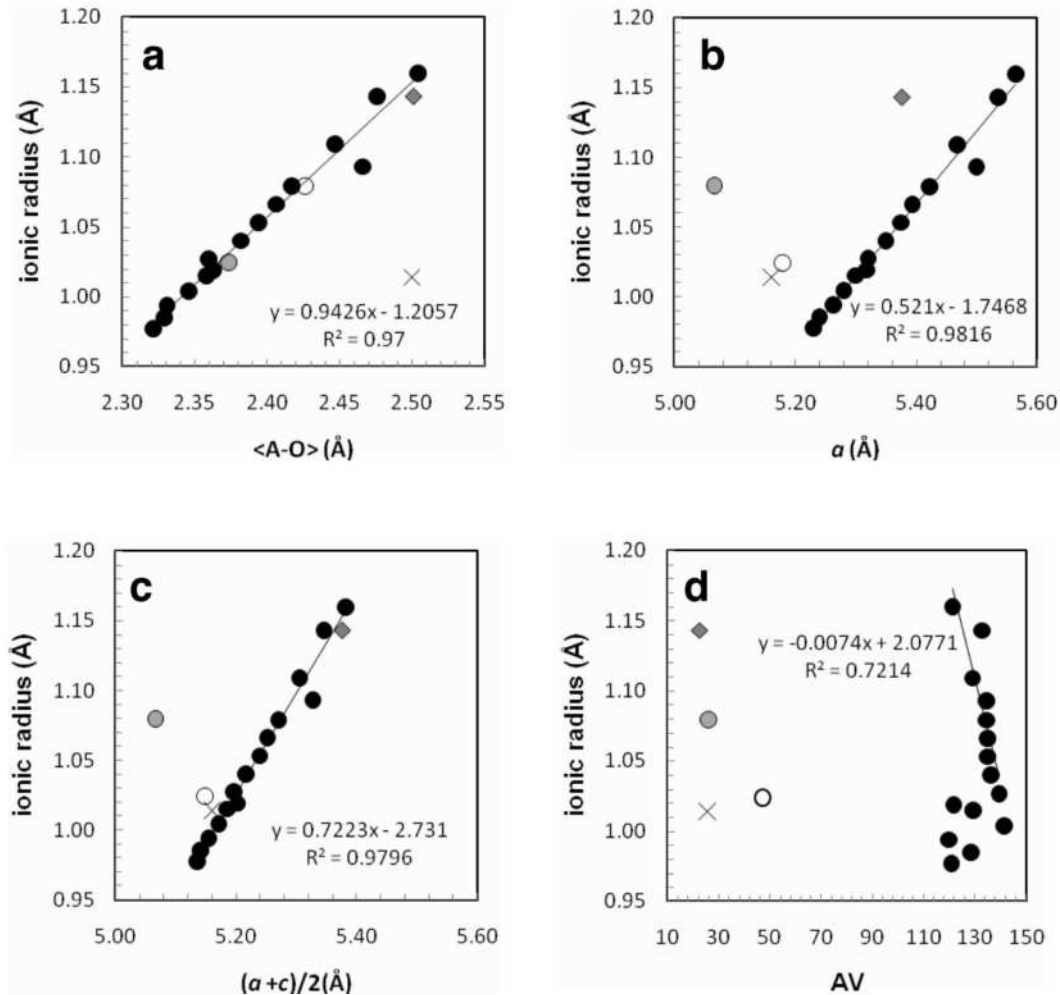 a
ionic radius (Å)
1.20
1.15
1.10
1.05
1.00
0.95
y = 0.9426x - 1.2057
R² = 0.97
2.30 2.35 2.40 2.45 2.50 2.55
<A-O> (Å)
b
ionic radius (Å)
1.20
1.15
1.10
1.05
1.00
0.95
y = 0.521x - 1.7468
R² = 0.9816
5.00 5.20 5.40 5.60
a (Å)
c
ionic radius (Å)
1.20
1.15
1.10
1.05
1.00
0.95
y = 0.7223x - 2.731
R² = 0.9796
5.00 5.20 5.40 5.60
(a +c)/2(Å)
d
ionic radius (Å)
1.20
1.15
1.10
1.05
1.00
0.95
y = -0.0074x + 2.0771
R² = 0.7214
10 30 50 70 90 110 130 150
AV